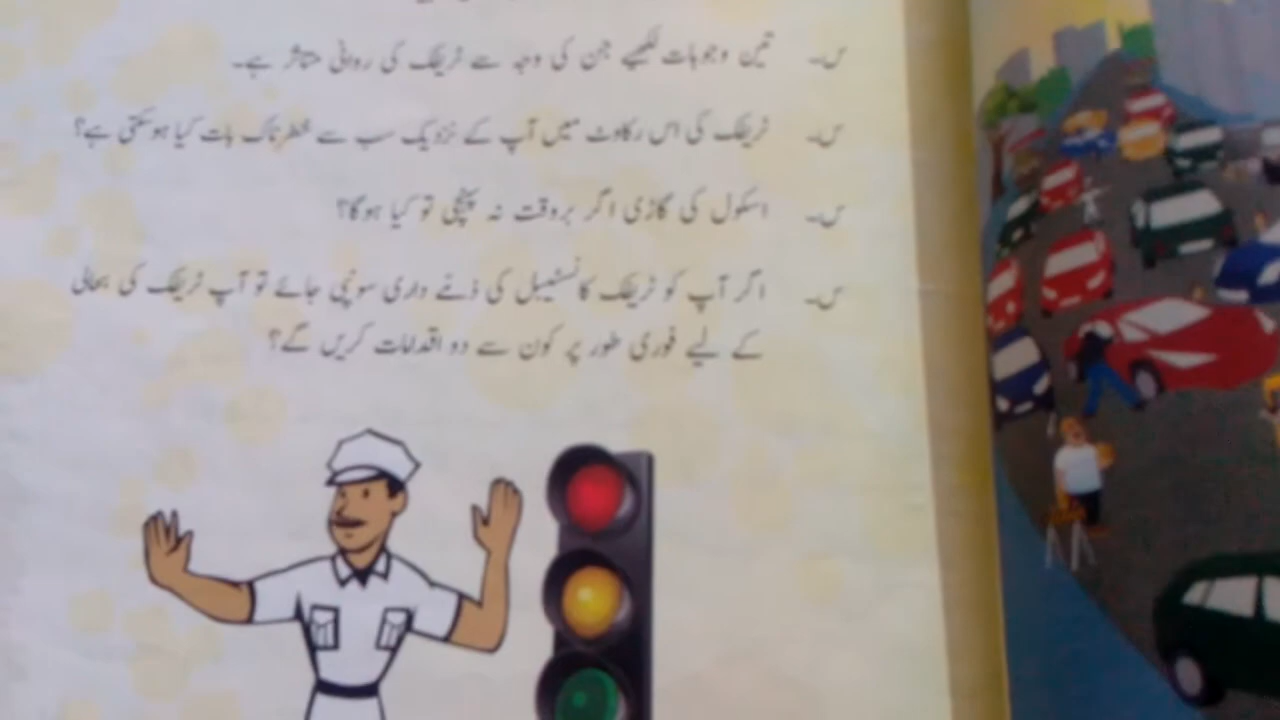 س۔ تین وجوہات لکھیے جن کی وجہ سے ٹریفک کی روانی متاثر ہے۔
س۔ ٹریفک کی اس رکاوٹ میں آپ کے نزدیک سب سے خطرناک بات کیا ہوسکتی ہے؟
س۔ اسکول کی گاڑی اگر بروقت نہ پہنچی تو کیا ہوگا؟
س۔ اگر آپ کو ٹریفک کانسٹیبل کی ذمے داری سونپی جائے تو آپ ٹریفک کی بحالی
کے لیے فوری طور پر کون سے دو اقدامات کریں گے؟